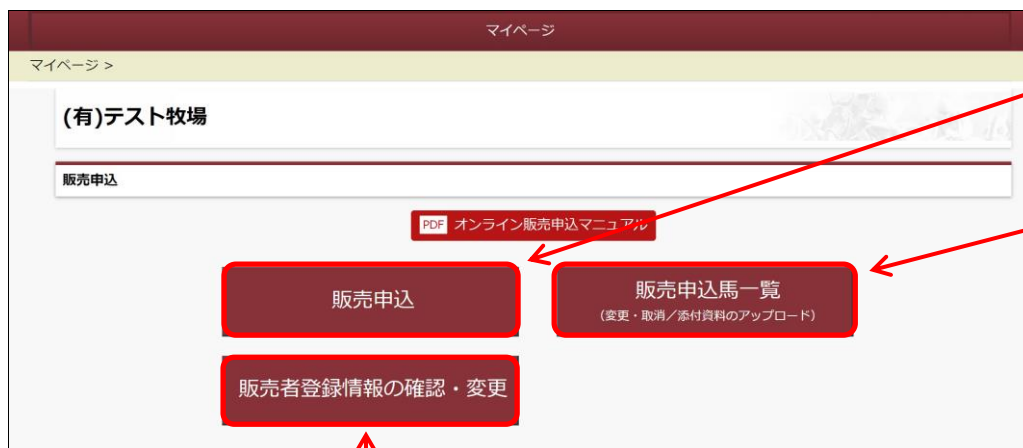 マイページ
マイページ >
(有)テスト牧場
販売申込
PDF オンライン販売申込マニュアル
販売申込
販売申込馬一覧
(変更・取消/添付資料のアップロード)
販売者登録情報の確認・変更